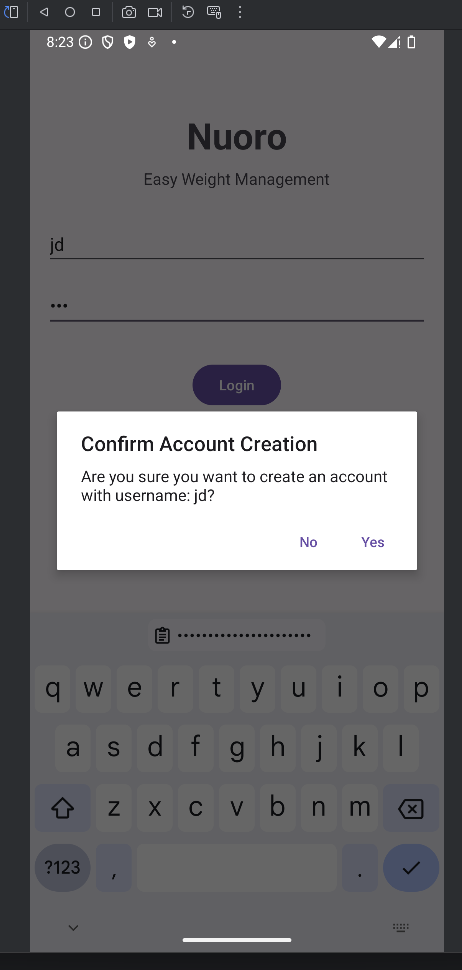 8:23
Nuoro
Easy Weight Management
jd
•••
Login
Confirm Account Creation
Are you sure you want to create an account
with username: jd?
No Yes
••••••••••••••••••••••
q w e r t y u i o p
a s d f g h j k l
z x c v b n m
?123 , .